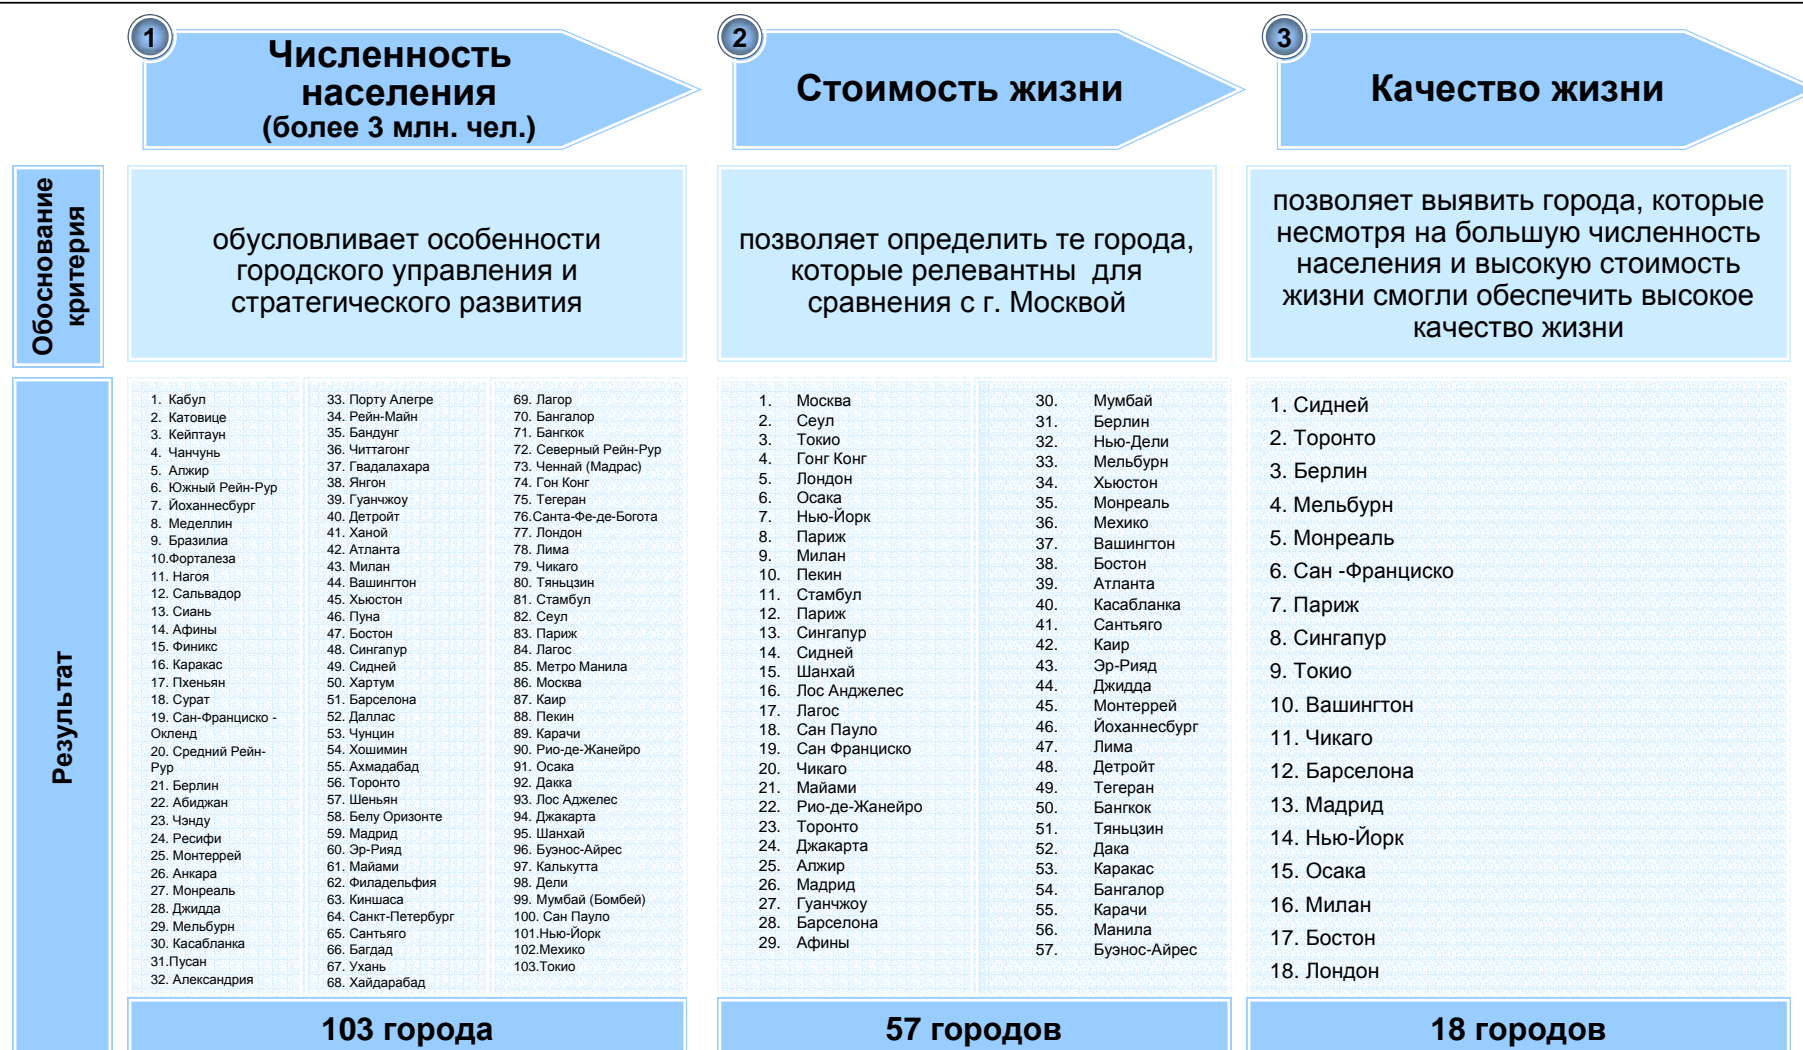 1
Численность
населения
(более 3 млн. чел.)
2
Стоимость жизни
3
Качество жизни
Обоснование
критерия
обусловливает особенности
городского управления и
стратегического развития
позволяет определить те города,
которые релевантны для
сравнения с г. Москвой
позволяет выявить города, которые
несмотря на большую численность
населения и высокую стоимость
жизни смогли обеспечить высокое
качество жизни
Результат
1. Кабул
2. Катовице
3. Кейптаун
4. Чанчунь
5. Алжир
6. Южный Рейн-Рур
7. Йоханнесбург
8. Меделлин
9. Бразилиа
10.Форталеза
11. Нагоя
12. Сальвадор
13. Сиань
14. Афины
15. Финикс
16. Каракас
17. Пхеньян
18. Сурат
19. Сан-Франциско -
Окленд
20. Средний Рейн-
Рур
21. Берлин
22. Абиджан
23. Чэнду
24. Ресифи
25. Монтеррей
26. Анкара
27. Монреаль
28. Джидда
29. Мельбурн
30. Касабланка
31.Пусан
32. Александрия
33. Порту Алегре
34. Рейн-Майн
35. Бандунг
36. Читтагонг
37. Гвадалахара
38. Янгон
39. Гуанчжоу
40. Детройт
41. Ханой
42. Атланта
43. Милан
44. Вашингтон
45. Хьюстон
46. Пуна
47. Бостон
48. Сингапур
49. Сидней
50. Хартум
51. Барселона
52. Даллас
53. Чунцин
54. Хошимин
55. Ахмадабад
56. Торонто
57. Шеньян
58. Белу Оризонте
59. Мадрид
60. Эр-Рияд
61. Майами
62. Филадельфия
63. Киншаса
64. Санкт-Петербург
65. Сантьяго
66. Багдад
67. Ухань
68. Хайдарабад
69. Лагор
70. Бангалор
71. Бангкок
72. Северный Рейн-Рур
73. Ченнай (Мадрас)
74. Гон Конг
75. Тегеран
76.Санта-Фе-де-Богота
77. Лондон
78. Лима
79. Чикаго
80. Тяньцзин
81. Стамбул
82. Сеул
83. Париж
84. Лагос
85. Метро Манила
86. Москва
87. Каир
88. Пекин
89. Карачи
90. Рио-де-Жанейро
91. Осака
92. Дакка
93. Лос Аджелес
94. Джакарта
95. Шанхай
96. Буэнос-Айрес
97. Калькутта
98. Дели
99. Мумбай (Бомбей)
100. Сан Пауло
101.Нью-Йорк
102.Мехико
103.Токио
1. Москва
2. Сеул
3. Токио
4. Гонг Конг
5. Лондон
6. Осака
7. Нью-Йорк
8. Париж
9. Милан
10. Пекин
11. Стамбул
12. Париж
13. Сингапур
14. Сидней
15. Шанхай
16. Лос Анджелес
17. Лагос
18. Сан Пауло
19. Сан Франциско
20. Чикаго
21. Майами
22. Рио-де-Жанейро
23. Торонто
24. Джакарта
25. Алжир
26. Мадрид
27. Гуанчжоу
28. Барселона
29. Афины
30. Мумбай
31. Берлин
32. Нью-Дели
33. Мельбурн
34. Хьюстон
35. Монреаль
36. Мехико
37. Вашингтон
38. Бостон
39. Атланта
40. Касабланка
41. Сантьяго
42. Каир
43. Эр-Рияд
44. Джидда
45. Монтеррей
46. Йоханнесбург
47. Лима
48. Детройт
49. Тегеран
50. Бангкок
51. Тяньцзин
52. Дака
53. Каракас
54. Бангалор
55. Карачи
56. Манила
57. Буэнос-Айрес
1. Сидней
2. Торонто
3. Берлин
4. Мельбурн
5. Монреаль
6. Сан -Франциско
7. Париж
8. Сингапур
9. Токио
10. Вашингтон
11. Чикаго
12. Барселона
13. Мадрид
14. Нью-Йорк
15. Осака
16. Милан
17. Бостон
18. Лондон
103 города
57 городов
18 городов